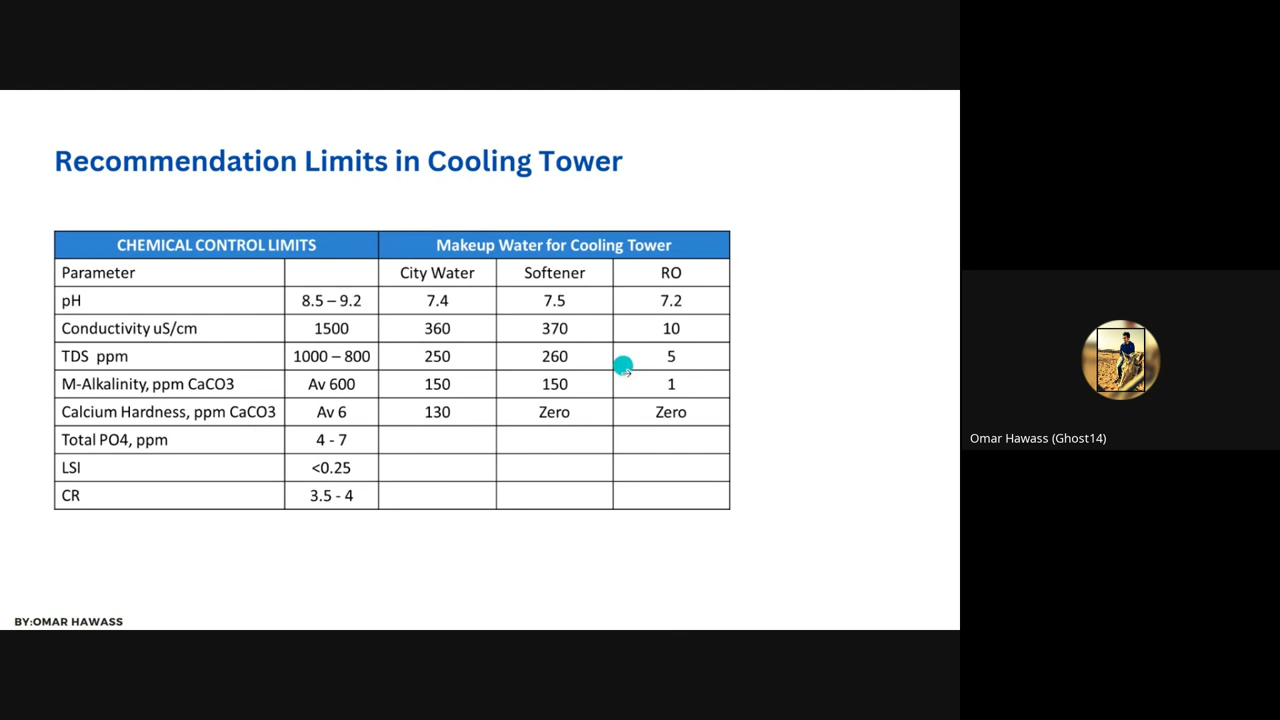 Recommendation Limits in Cooling Tower
CHEMICAL CONTROL LIMITS Makeup Water for Cooling Tower
Parameter City Water Softener RO
pH 8.5 – 9.2 7.4 7.5 7.2
Conductivity uS/cm 1500 360 370 10
TDS ppm 1000 – 800 250 260 5
M-Alkalinity, ppm CaCO3 Av 600 150 150 1
Calcium Hardness, ppm CaCO3 Av 6 130 Zero Zero
Total PO4, ppm 4 - 7
LSI <0.25
CR 3.5 - 4
BY:OMAR HAWASS
Omar Hawass (Ghost14)